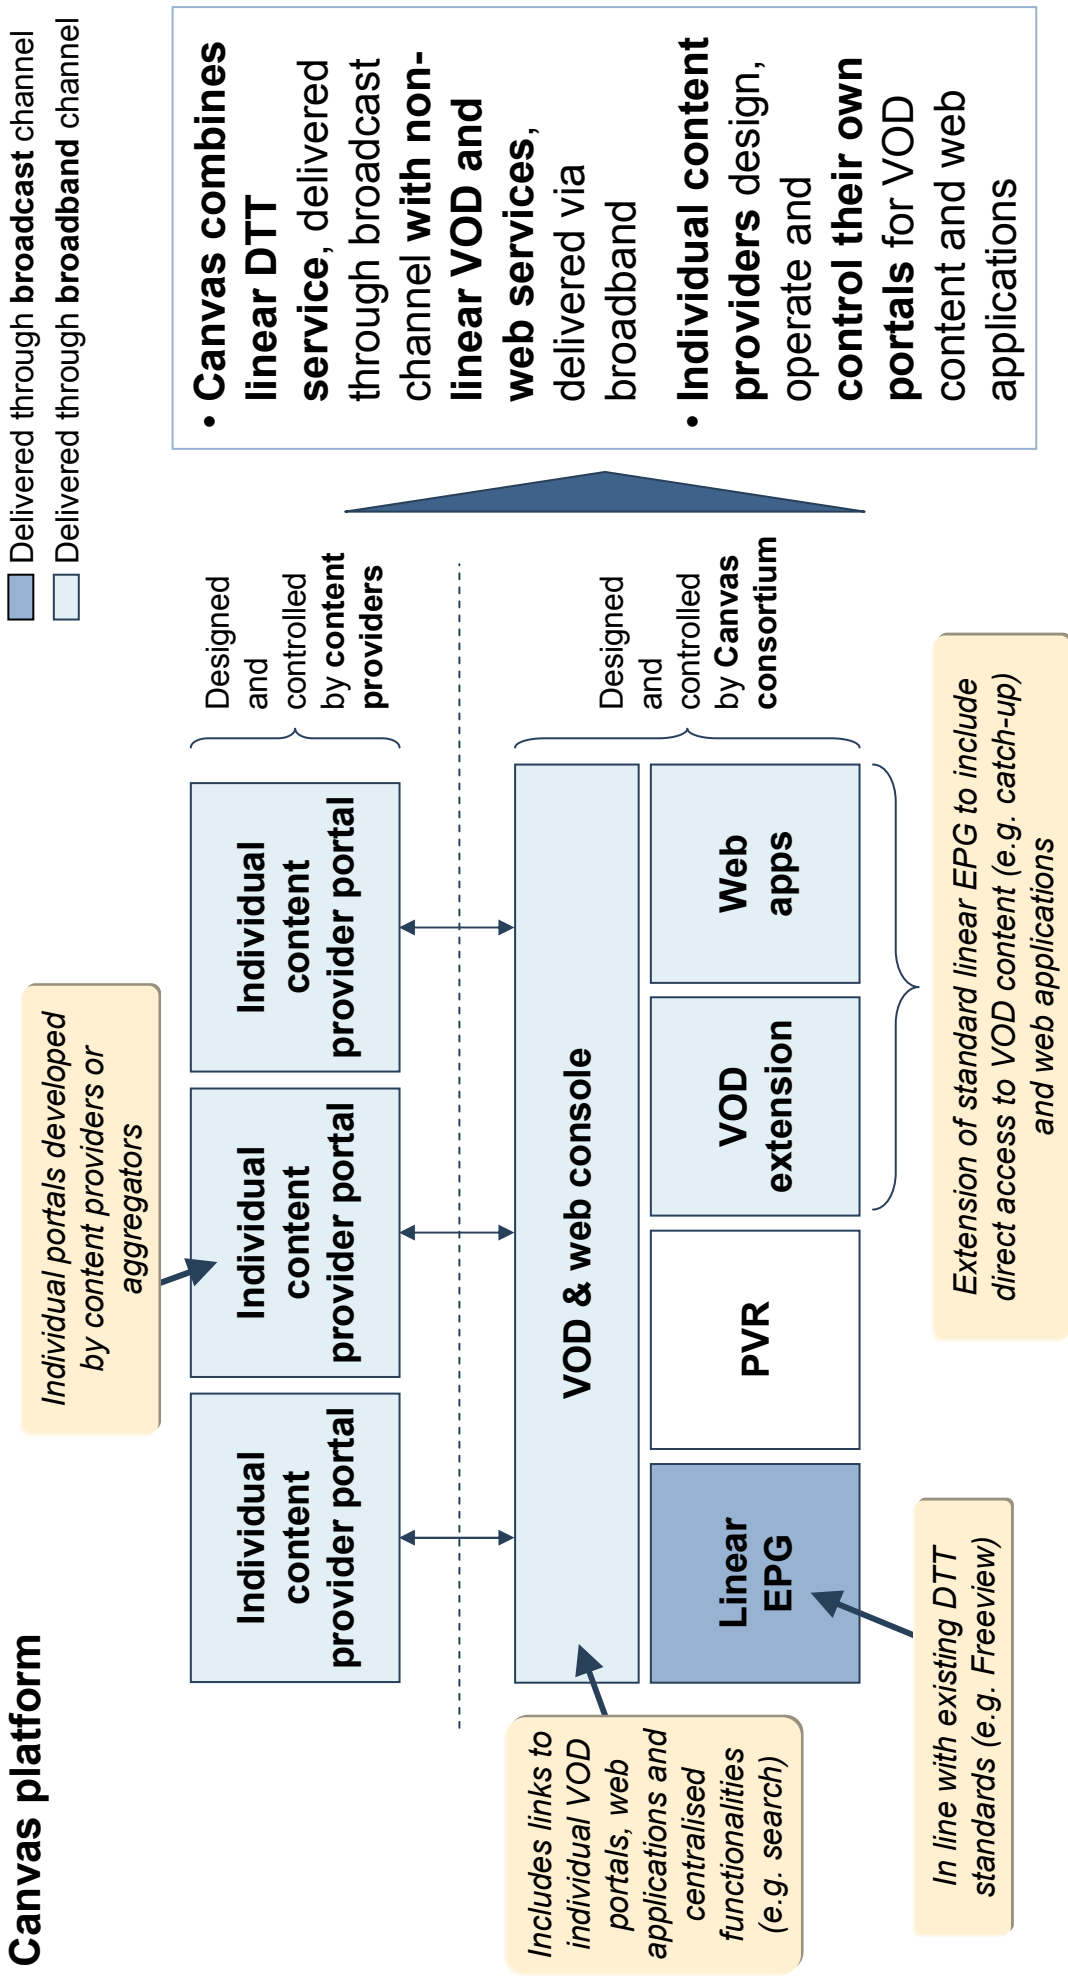 Canvas platform
Delivered through broadcast channel
Delivered through broadband channel
Individual portals developed
by content providers or
aggregators
Individual
content
provider portal
Individual
content
provider portal
Individual
content
provider portal
Designed
and
controlled
by content
providers
Includes links to
individual VOD
portals, web
applications and
centralised
functionalities
(e.g. search)
VOD & web console
Linear
EPG
PVR
VOD
extension
Web
apps
Designed
and
controlled
by Canvas
consortium
In line with existing DTT
standards (e.g. Freeview)
Extension of standard linear EPG to include
direct access to VOD content (e.g. catch-up)
and web applications
• Canvas combines
linear DTT
service, delivered
through broadcast
channel with non-
linear VOD and
web services,
delivered via
broadband
• Individual content
providers design,
operate and
control their own
portals for VOD
content and web
applications